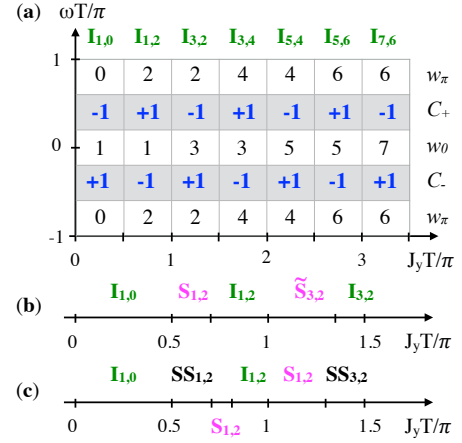 (a) ωT/π
I1,0 I1,2 I3,2 I3,4 I5,4 I5,6 I7,6
1
0 2 2 4 4 6 6 wπ
-1 +1 -1 +1 -1 +1 -1 C+
0 1 1 3 3 5 5 7 w0
+1 -1 +1 -1 +1 -1 +1 C-
0 2 2 4 4 6 6 wπ
-1
0 1 2 3 JyT/π
(b) I1,0 S1,2 I1,2 S̃3,2 I3,2
0 0.5 1 1.5 JyT/π
(c) I1,0 SS1,2 I1,2 S1,2 SS3,2
0 0.5 1 1.5 JyT/π
S1,2